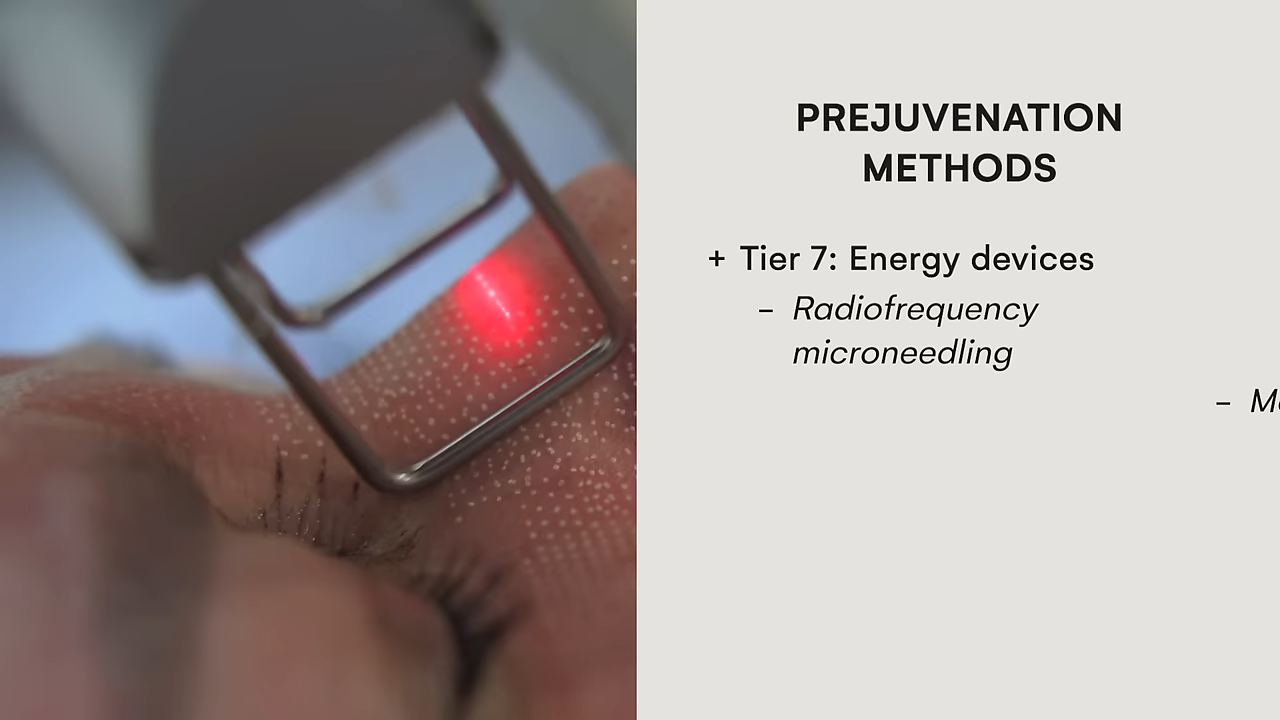 PREJUVENATION
METHODS
+ Tier 7: Energy devices
– Radiofrequency
microneedling
–